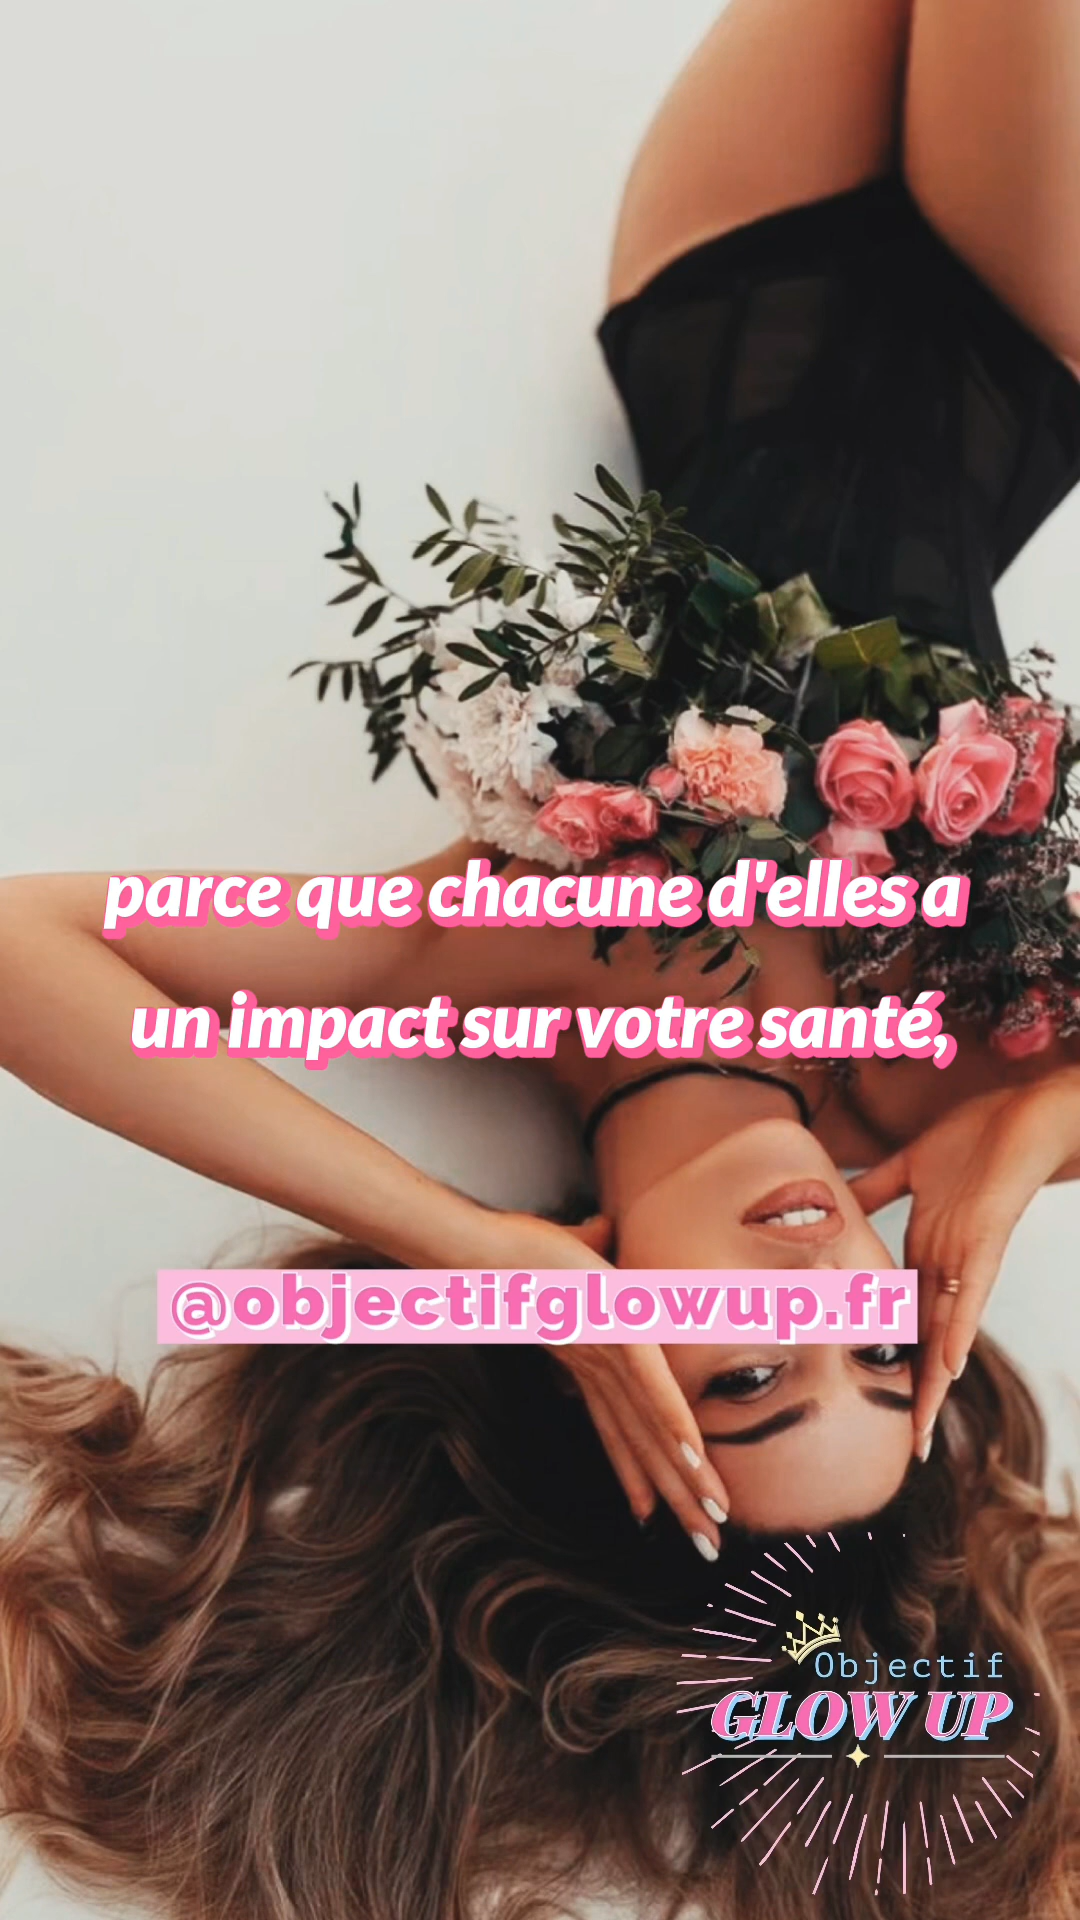 parce que chacune d'elles a
un impact sur votre santé,
@objectifglowup.fr
Objectif
GLOW UP